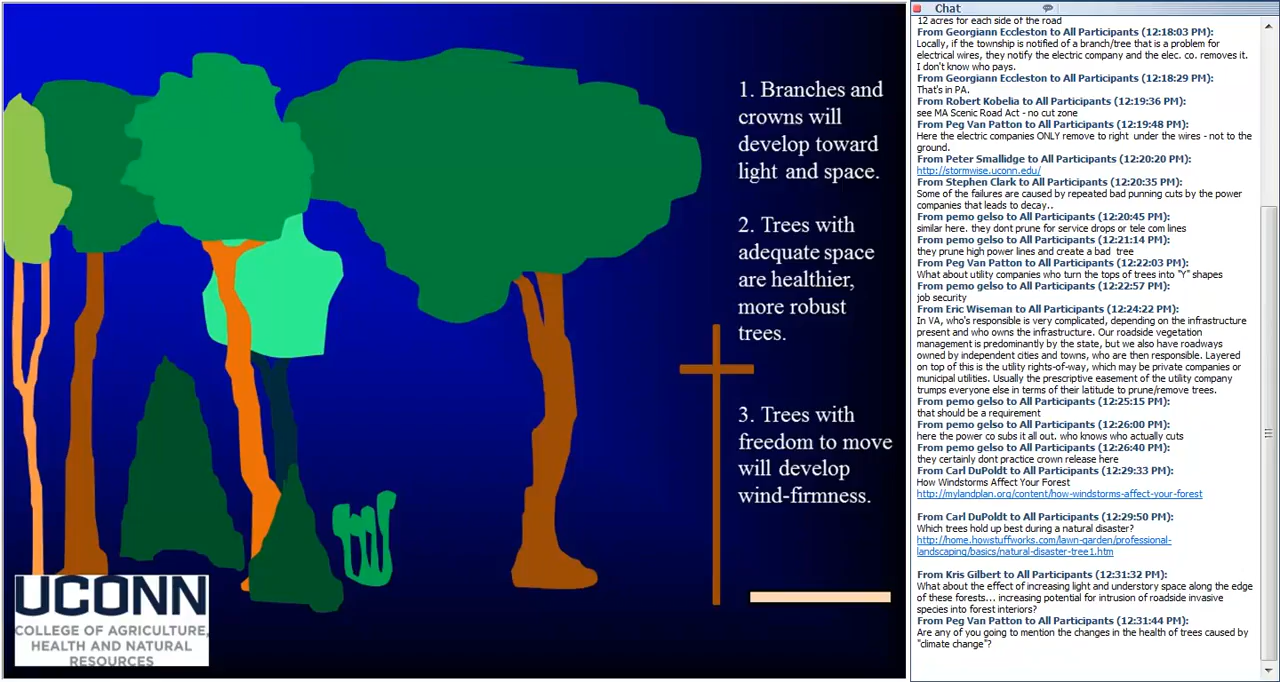 1. Branches and
crowns will
develop toward
light and space.
2. Trees with
adequate space
are healthier,
more robust
trees.
3. Trees with
freedom to move
will develop
wind-firmness.
UCONN
COLLEGE OF AGRICULTURE,
HEALTH AND NATURAL
RESOURCES
Chat
12 acres for each side of the road
From Georgiann Eccleston to All Participants (12:18:03 PM):
Locally, if the township is notified of a branch/tree that is a problem for
electrical wires, they notify the electric company and the elec. co. removes it.
I don't know who pays.
From Georgiann Eccleston to All Participants (12:18:29 PM):
That's in PA.
From Robert Kobelia to All Participants (12:19:36 PM):
see MA Scenic Road Act - no cut zone
From Peg Van Patton to All Participants (12:19:48 PM):
Here the electric companies ONLY remove to right under the wires - not to the
ground.
From Peter Smallidge to All Participants (12:20:20 PM):
http://stormwise.uconn.edu/
From Stephen Clark to All Participants (12:20:35 PM):
Some of the failures are caused by repeated bad punning cuts by the power
companies that leads to decay..
From pemo gelso to All Participants (12:20:45 PM):
similar here. they dont prune for service drops or tele com lines
From pemo gelso to All Participants (12:21:14 PM):
they prune high power lines and create a bad tree
From Peg Van Patton to All Participants (12:22:03 PM):
What about utility companies who turn the tops of trees into "Y" shapes
From pemo gelso to All Participants (12:22:57 PM):
job security
From Eric Wiseman to All Participants (12:24:22 PM):
In VA, who's responsible is very complicated, depending on the infrastructure
present and who owns the infrastructure. Our roadside vegetation
management is predominantly by the state, but we also have roadways
owned by independent cities and towns, who are then responsible. Layered
on top of this is the utility rights-of-way, which may be private companies or
municipal utilities. Usually the prescriptive easement of the utility company
trumps everyone else in terms of their latitude to prune/remove trees.
From pemo gelso to All Participants (12:25:15 PM):
that should be a requirement
From pemo gelso to All Participants (12:26:00 PM):
here the power co subs it all out. who knows who actually cuts
From pemo gelso to All Participants (12:26:40 PM):
they certainly dont practice crown release here
From Carl DuPoldt to All Participants (12:29:33 PM):
How Windstorms Affect Your Forest
http://mylandplan.org/content/how-windstorms-affect-your-forest
From Carl DuPoldt to All Participants (12:29:50 PM):
Which trees hold up best during a natural disaster?
http://home.howstuffworks.com/lawn-garden/professional-
landscaping/basics/natural-disaster-tree1.htm
From Kris Gilbert to All Participants (12:31:32 PM):
What about the effect of increasing light and understory space along the edge
of these forests... increasing potential for intrusion of roadside invasive
species into forest interiors?
From Peg Van Patton to All Participants (12:31:44 PM):
Are any of you going to mention the changes in the health of trees caused by
"climate change"?